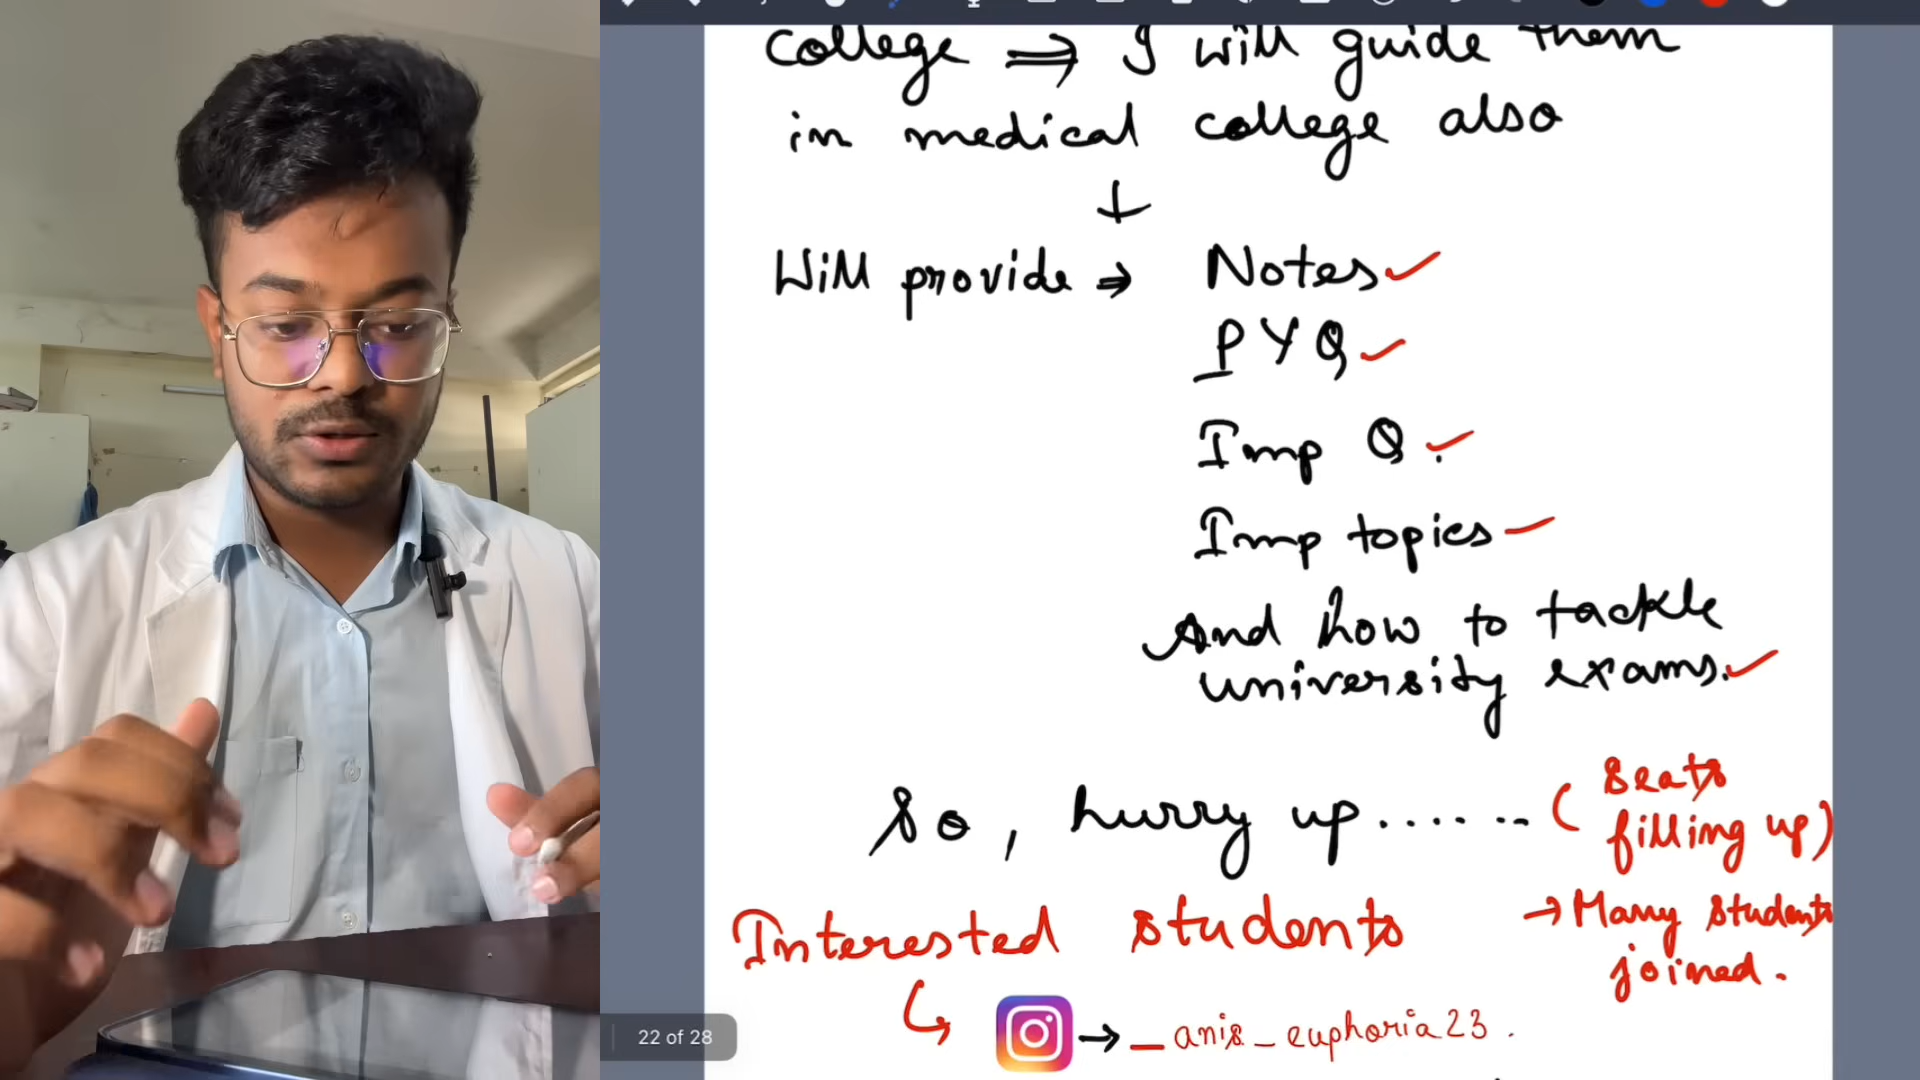 college ⇒ I will guide them
in medical college also
+
Will provide ⇒ Notes
PYQ
Imp Q.
Imp topics
And how to tackle
university exams.
So, hurry up...... (Seats
filling up)
→ Many students
joined.
Interested students
→ _anis_euphoria23.
22 of 28